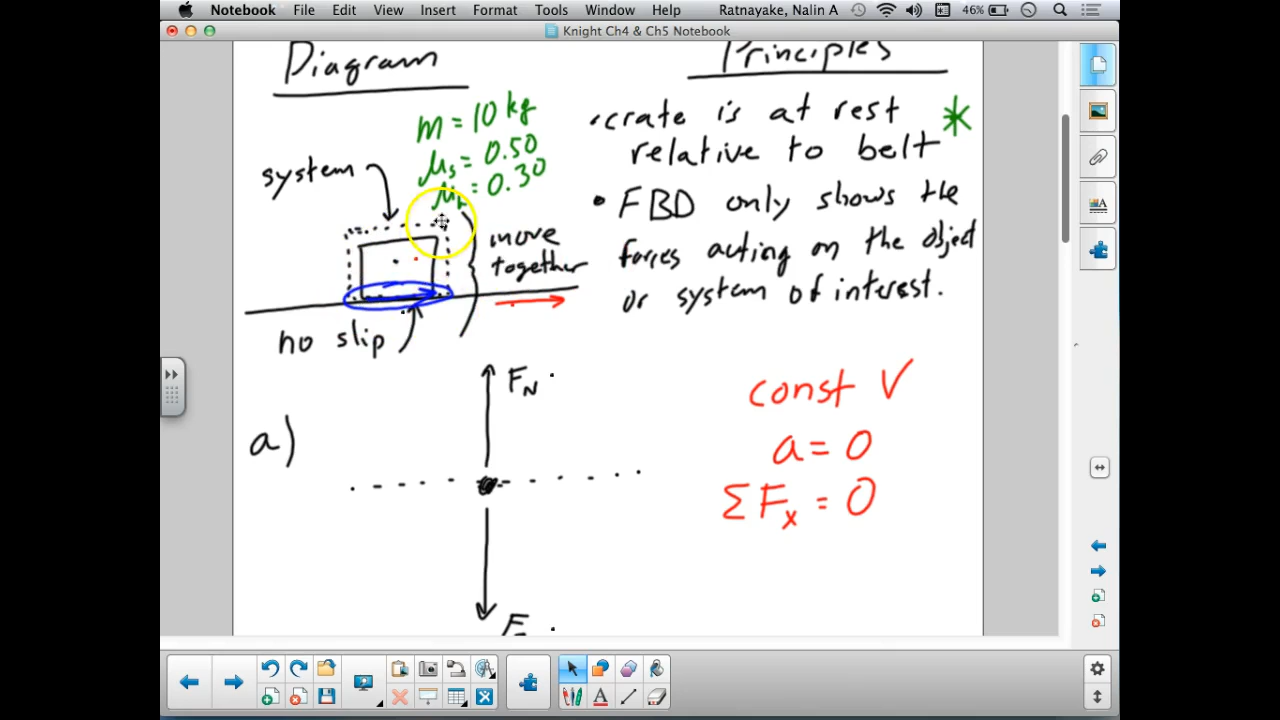 Notebook File Edit View Insert Format Tools Window Help Ratnayake, Nalin A 46%
Knight Ch4 & Ch5 Notebook
Diagram
Principles
m = 10 kg
μs = 0.50
μk = 0.30
system
move
together
no slip
• crate is at rest *
relative to belt
• FBD only shows the
forces acting on the object
or system of interest.
FN
a)
const V
a = 0
ΣFx = 0
F
A